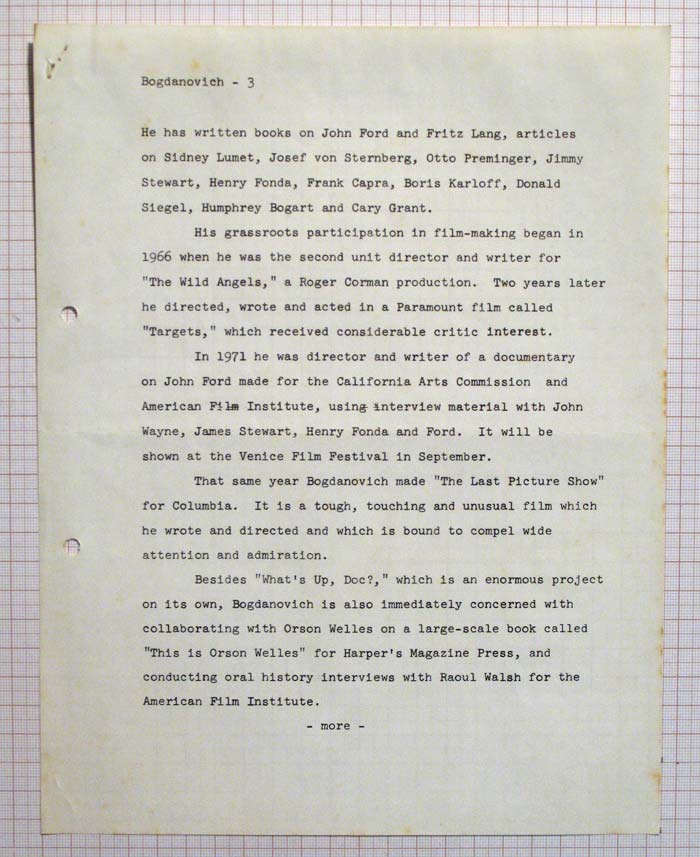 Bogdanovich - 3
He has written books on John Ford and Fritz Lang, articles
on Sidney Lumet, Josef von Sternberg, Otto Preminger, Jimmy
Stewart, Henry Fonda, Frank Capra, Boris Karloff, Donald
Siegel, Humphrey Bogart and Cary Grant.
His grassroots participation in film-making began in
1966 when he was the second unit director and writer for
"The Wild Angels," a Roger Corman production. Two years later
he directed, wrote and acted in a Paramount film called
"Targets," which received considerable critic interest.
In 1971 he was director and writer of a documentary
on John Ford made for the California Arts Commission and
American Film Institute, using interview material with John
Wayne, James Stewart, Henry Fonda and Ford. It will be
shown at the Venice Film Festival in September.
That same year Bogdanovich made "The Last Picture Show"
for Columbia. It is a tough, touching and unusual film which
he wrote and directed and which is bound to compel wide
attention and admiration.
Besides "What's Up, Doc?," which is an enormous project
on its own, Bogdanovich is also immediately concerned with
collaborating with Orson Welles on a large-scale book called
"This is Orson Welles" for Harper's Magazine Press, and
conducting oral history interviews with Raoul Walsh for the
American Film Institute.
- more -